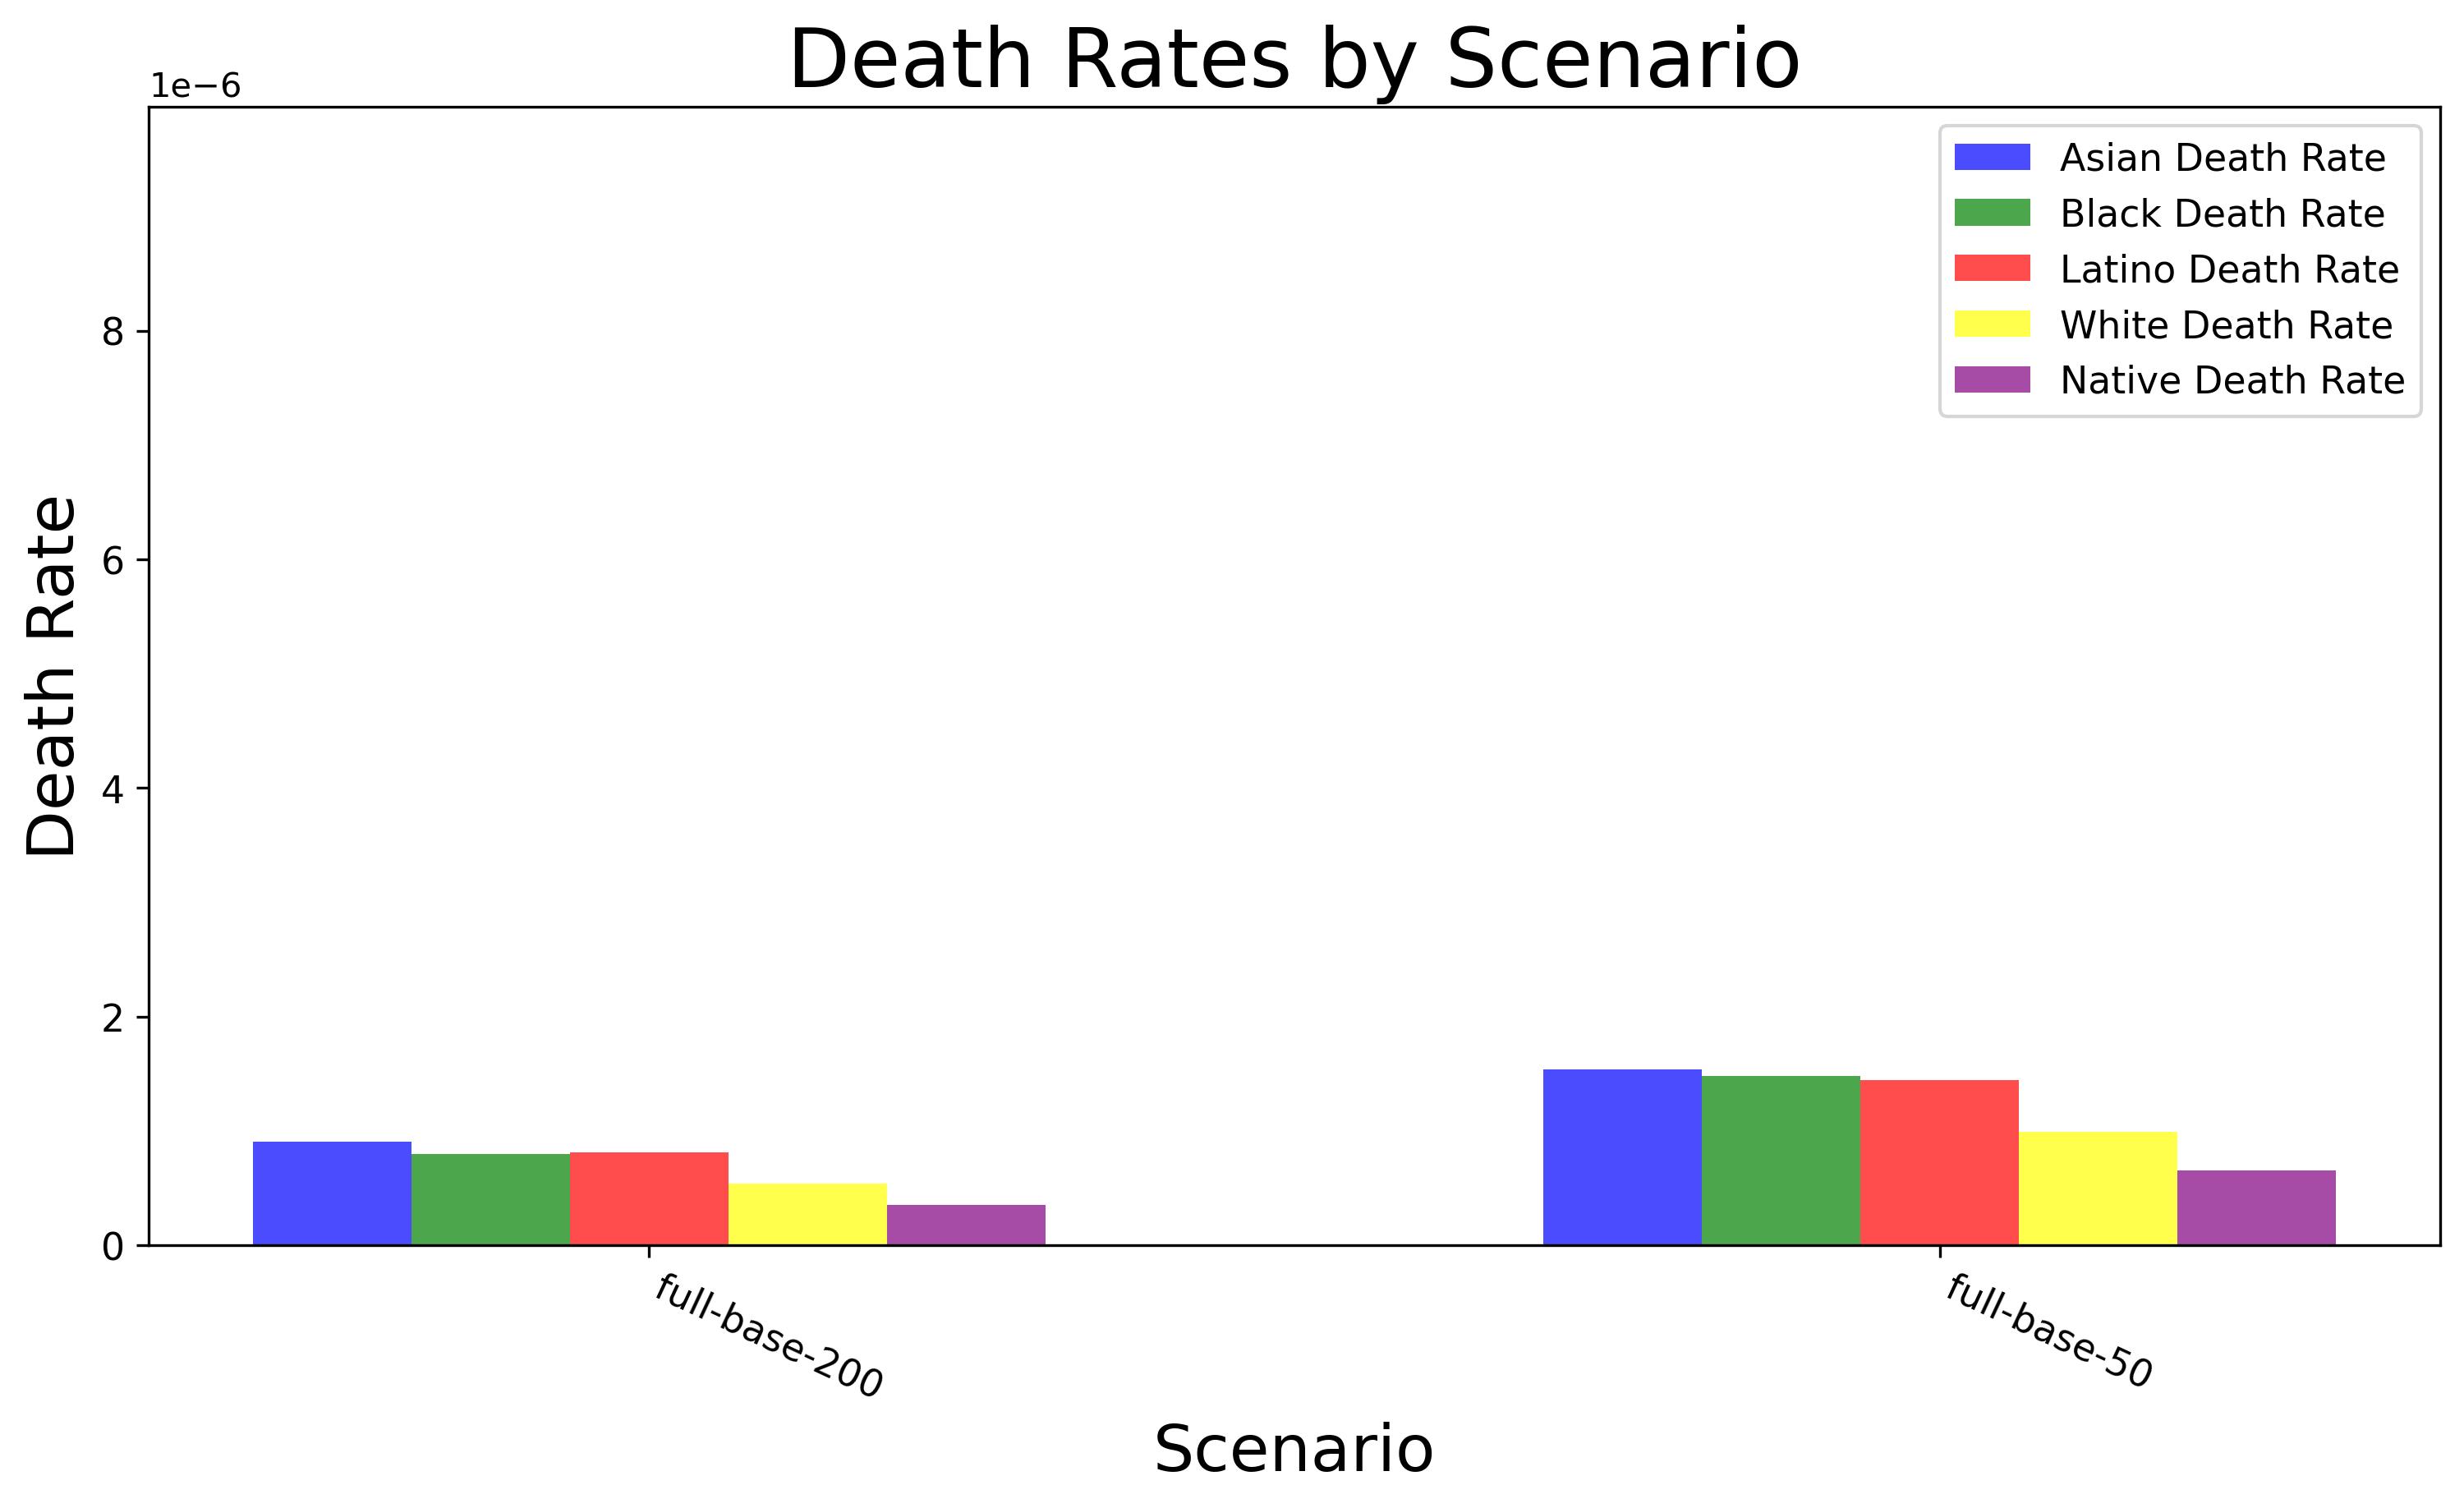 Death Rates by Scenario
1e−6
Asian Death Rate
Black Death Rate
Latino Death Rate
White Death Rate
Native Death Rate
Death Rate
8
6
4
2
0
full-base-200
full-base-50
Scenario